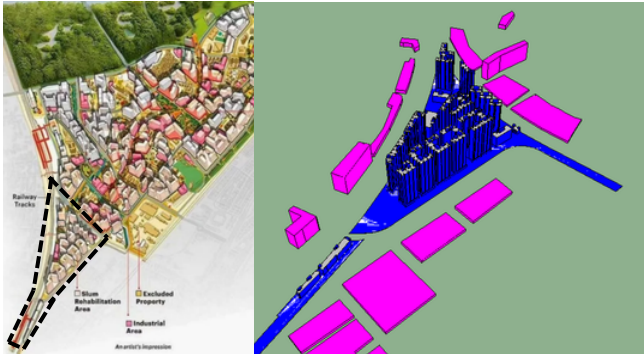 Railway
Tracks
Slum
Rehabilitation
Area
Excluded
Property
Industrial
Area
An artist's impression